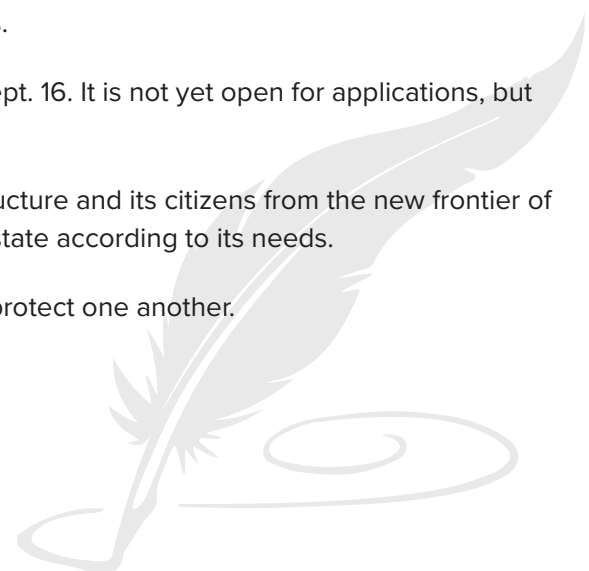 ept. 16. It is not yet open for applications, but
ucture and its citizens from the new frontier of
state according to its needs.
protect one another.